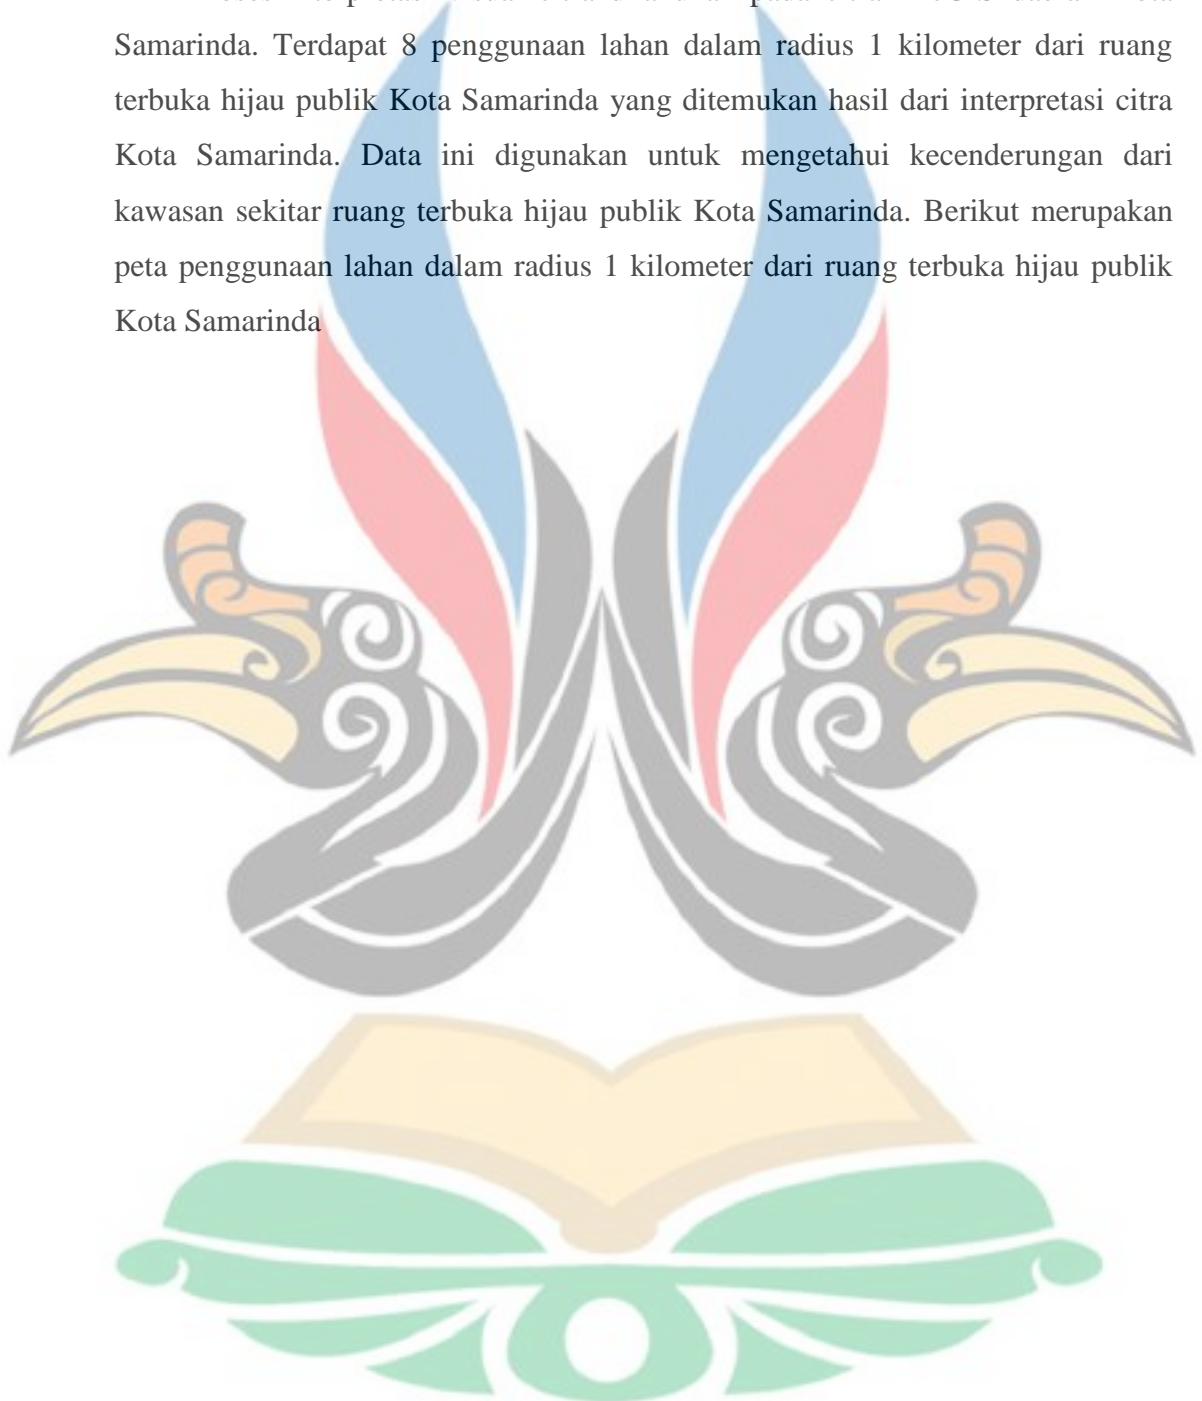 Samarinda. Terdapat 8 penggunaan lahan dalam radius 1 kilometer dari ruang
terbuka hijau publik Kota Samarinda yang ditemukan hasil dari interpretasi citra
Kota Samarinda. Data ini digunakan untuk mengetahui kecenderungan dari
kawasan sekitar ruang terbuka hijau publik Kota Samarinda. Berikut merupakan
peta penggunaan lahan dalam radius 1 kilometer dari ruang terbuka hijau publik
Kota Samarinda